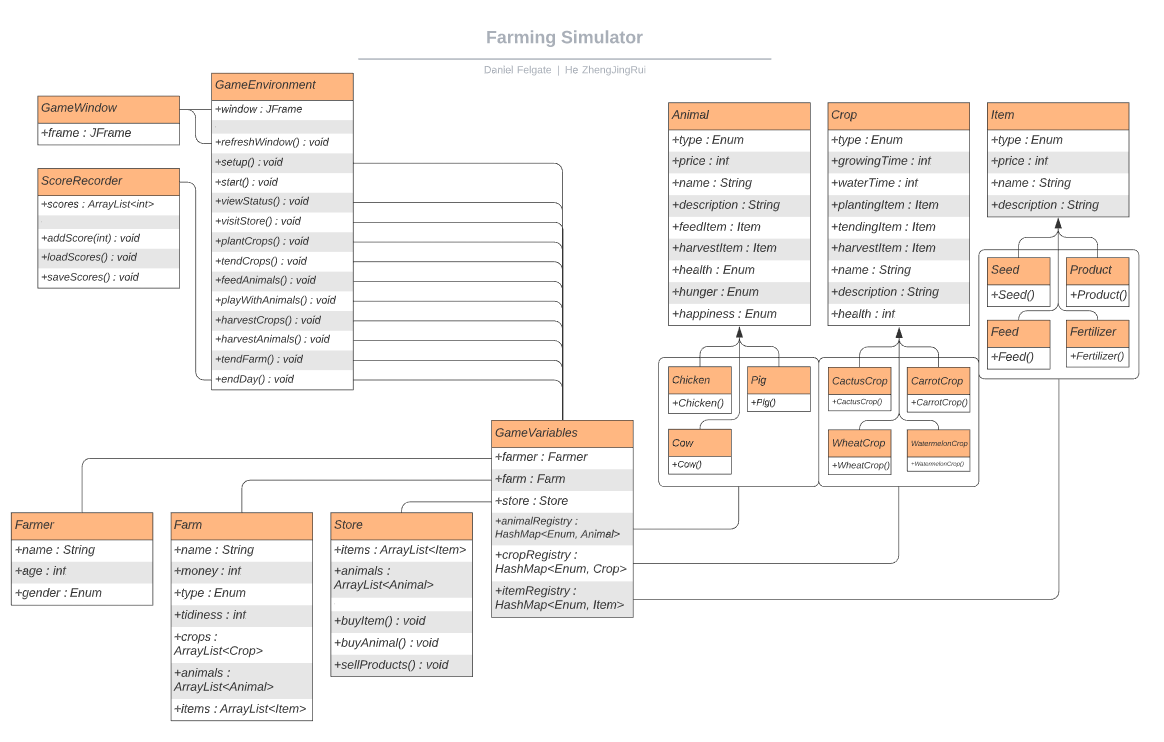 Farming Simulator
Daniel Felgate | He ZhengJingRui
GameWindow
+frame : JFrame
ScoreRecorder
+scores : ArrayList<int>
+addScore(int) : void
+loadScores() : void
+saveScores() : void
GameEnvironment
+window : JFrame
+refreshWindow() : void
+setup() : void
+start() : void
+viewStatus() : void
+visitStore() : void
+plantCrops() : void
+tendCrops() : void
+feedAnimals() : void
+playWithAnimals() : void
+harvestCrops() : void
+harvestAnimals() : void
+tendFarm() : void
+endDay() : void
Animal
+type : Enum
+price : int
+name : String
+description : String
+feedItem : Item
+harvestItem : Item
+health : Enum
+hunger : Enum
+happiness : Enum
Crop
+type : Enum
+growingTime : int
+waterTime : int
+plantingItem : Item
+tendingItem : Item
+harvestItem : Item
+name : String
+description : String
+health : int
Item
+type : Enum
+price : int
+name : String
+description : String
Seed
+Seed()
Product
+Product()
Feed
+Feed()
Fertilizer
+Fertilizer()
Chicken
+Chicken()
Pig
+Pig()
Cow
+Cow()
CactusCrop
+CactusCrop()
CarrotCrop
+CarrotCrop()
WheatCrop
+WheatCrop()
WatermelonCrop
+WatermelonCrop()
GameVariables
+farmer : Farmer
+farm : Farm
+store : Store
+animalRegistry :
HashMap<Enum, Animal>
+cropRegistry :
HashMap<Enum, Crop>
+itemRegistry :
HashMap<Enum, Item>
Farmer
+name : String
+age : int
+gender : Enum
Farm
+name : String
+money : int
+type : Enum
+tidiness : int
+crops :
ArrayList<Crop>
+animals :
ArrayList<Animal>
+items : ArrayList<Item>
Store
+items : ArrayList<Item>
+animals :
ArrayList<Animal>
+buyItem() : void
+buyAnimal() : void
+sellProducts() : void